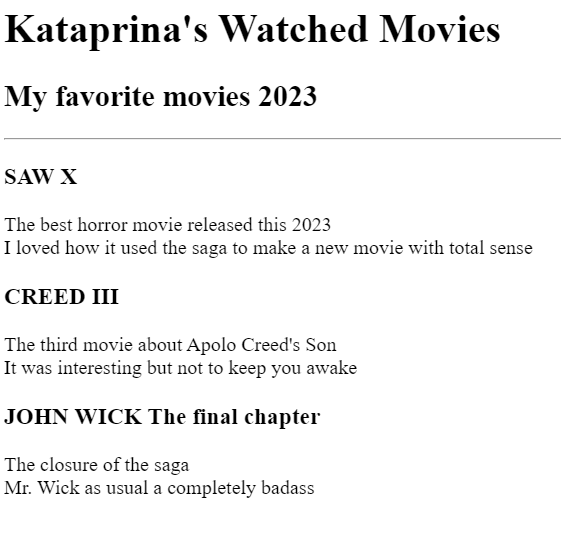 Kataprina's Watched Movies
My favorite movies 2023
SAW X
The best horror movie released this 2023
I loved how it used the saga to make a new movie with total sense
CREED III
The third movie about Apolo Creed's Son
It was interesting but not to keep you awake
JOHN WICK The final chapter
The closure of the saga
Mr. Wick as usual a completely badass